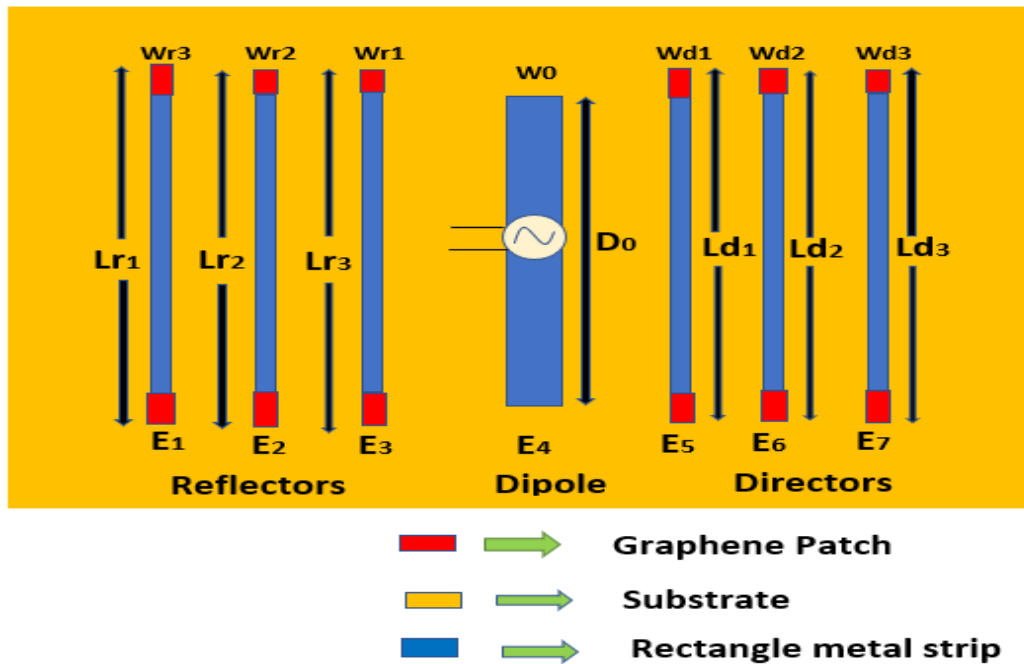 Wr3 Wr2 Wr1 W0 Wd1 Wd2 Wd3
Lr1 Lr2 Lr3 D0 Ld1 Ld2 Ld3
E1 E2 E3 E4 E5 E6 E7
Reflectors Dipole Directors
Graphene Patch
Substrate
Rectangle metal strip